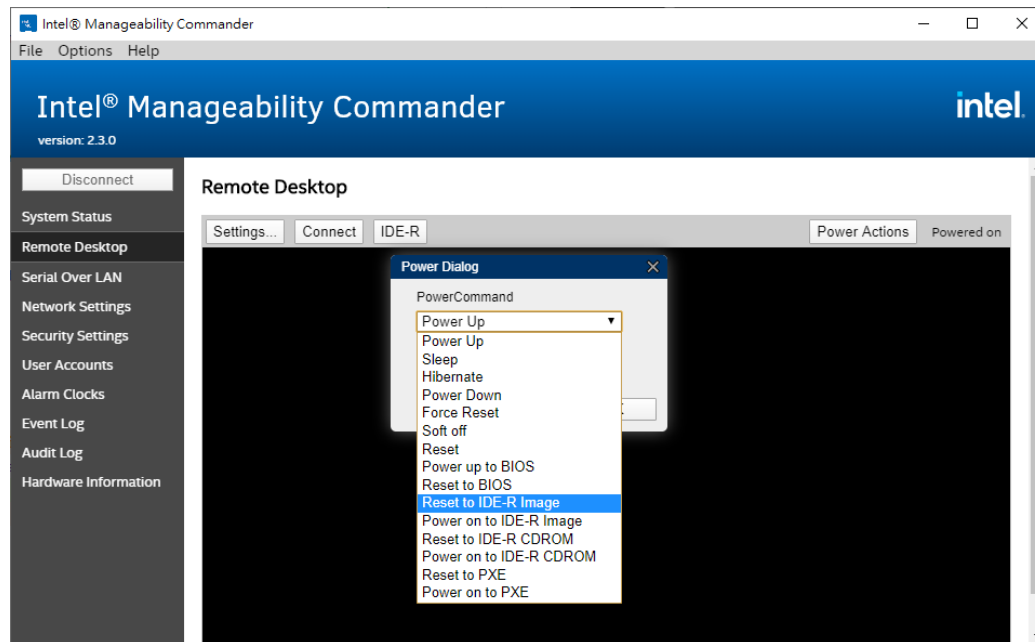 Intel® Manageability Commander
File Options Help
Intel® Manageability Commander
intel.
version: 2.3.0
Disconnect
System Status
Remote Desktop
Serial Over LAN
Network Settings
Security Settings
User Accounts
Alarm Clocks
Event Log
Audit Log
Hardware Information
Remote Desktop
Settings... Connect IDE-R Power Actions Powered on
Power Dialog
PowerCommand
Power Up
Power Up
Sleep
Hibernate
Power Down
Force Reset
Soft off
Reset
Power up to BIOS
Reset to BIOS
Reset to IDE-R Image
Power on to IDE-R Image
Reset to IDE-R CDROM
Power on to IDE-R CDROM
Reset to PXE
Power on to PXE